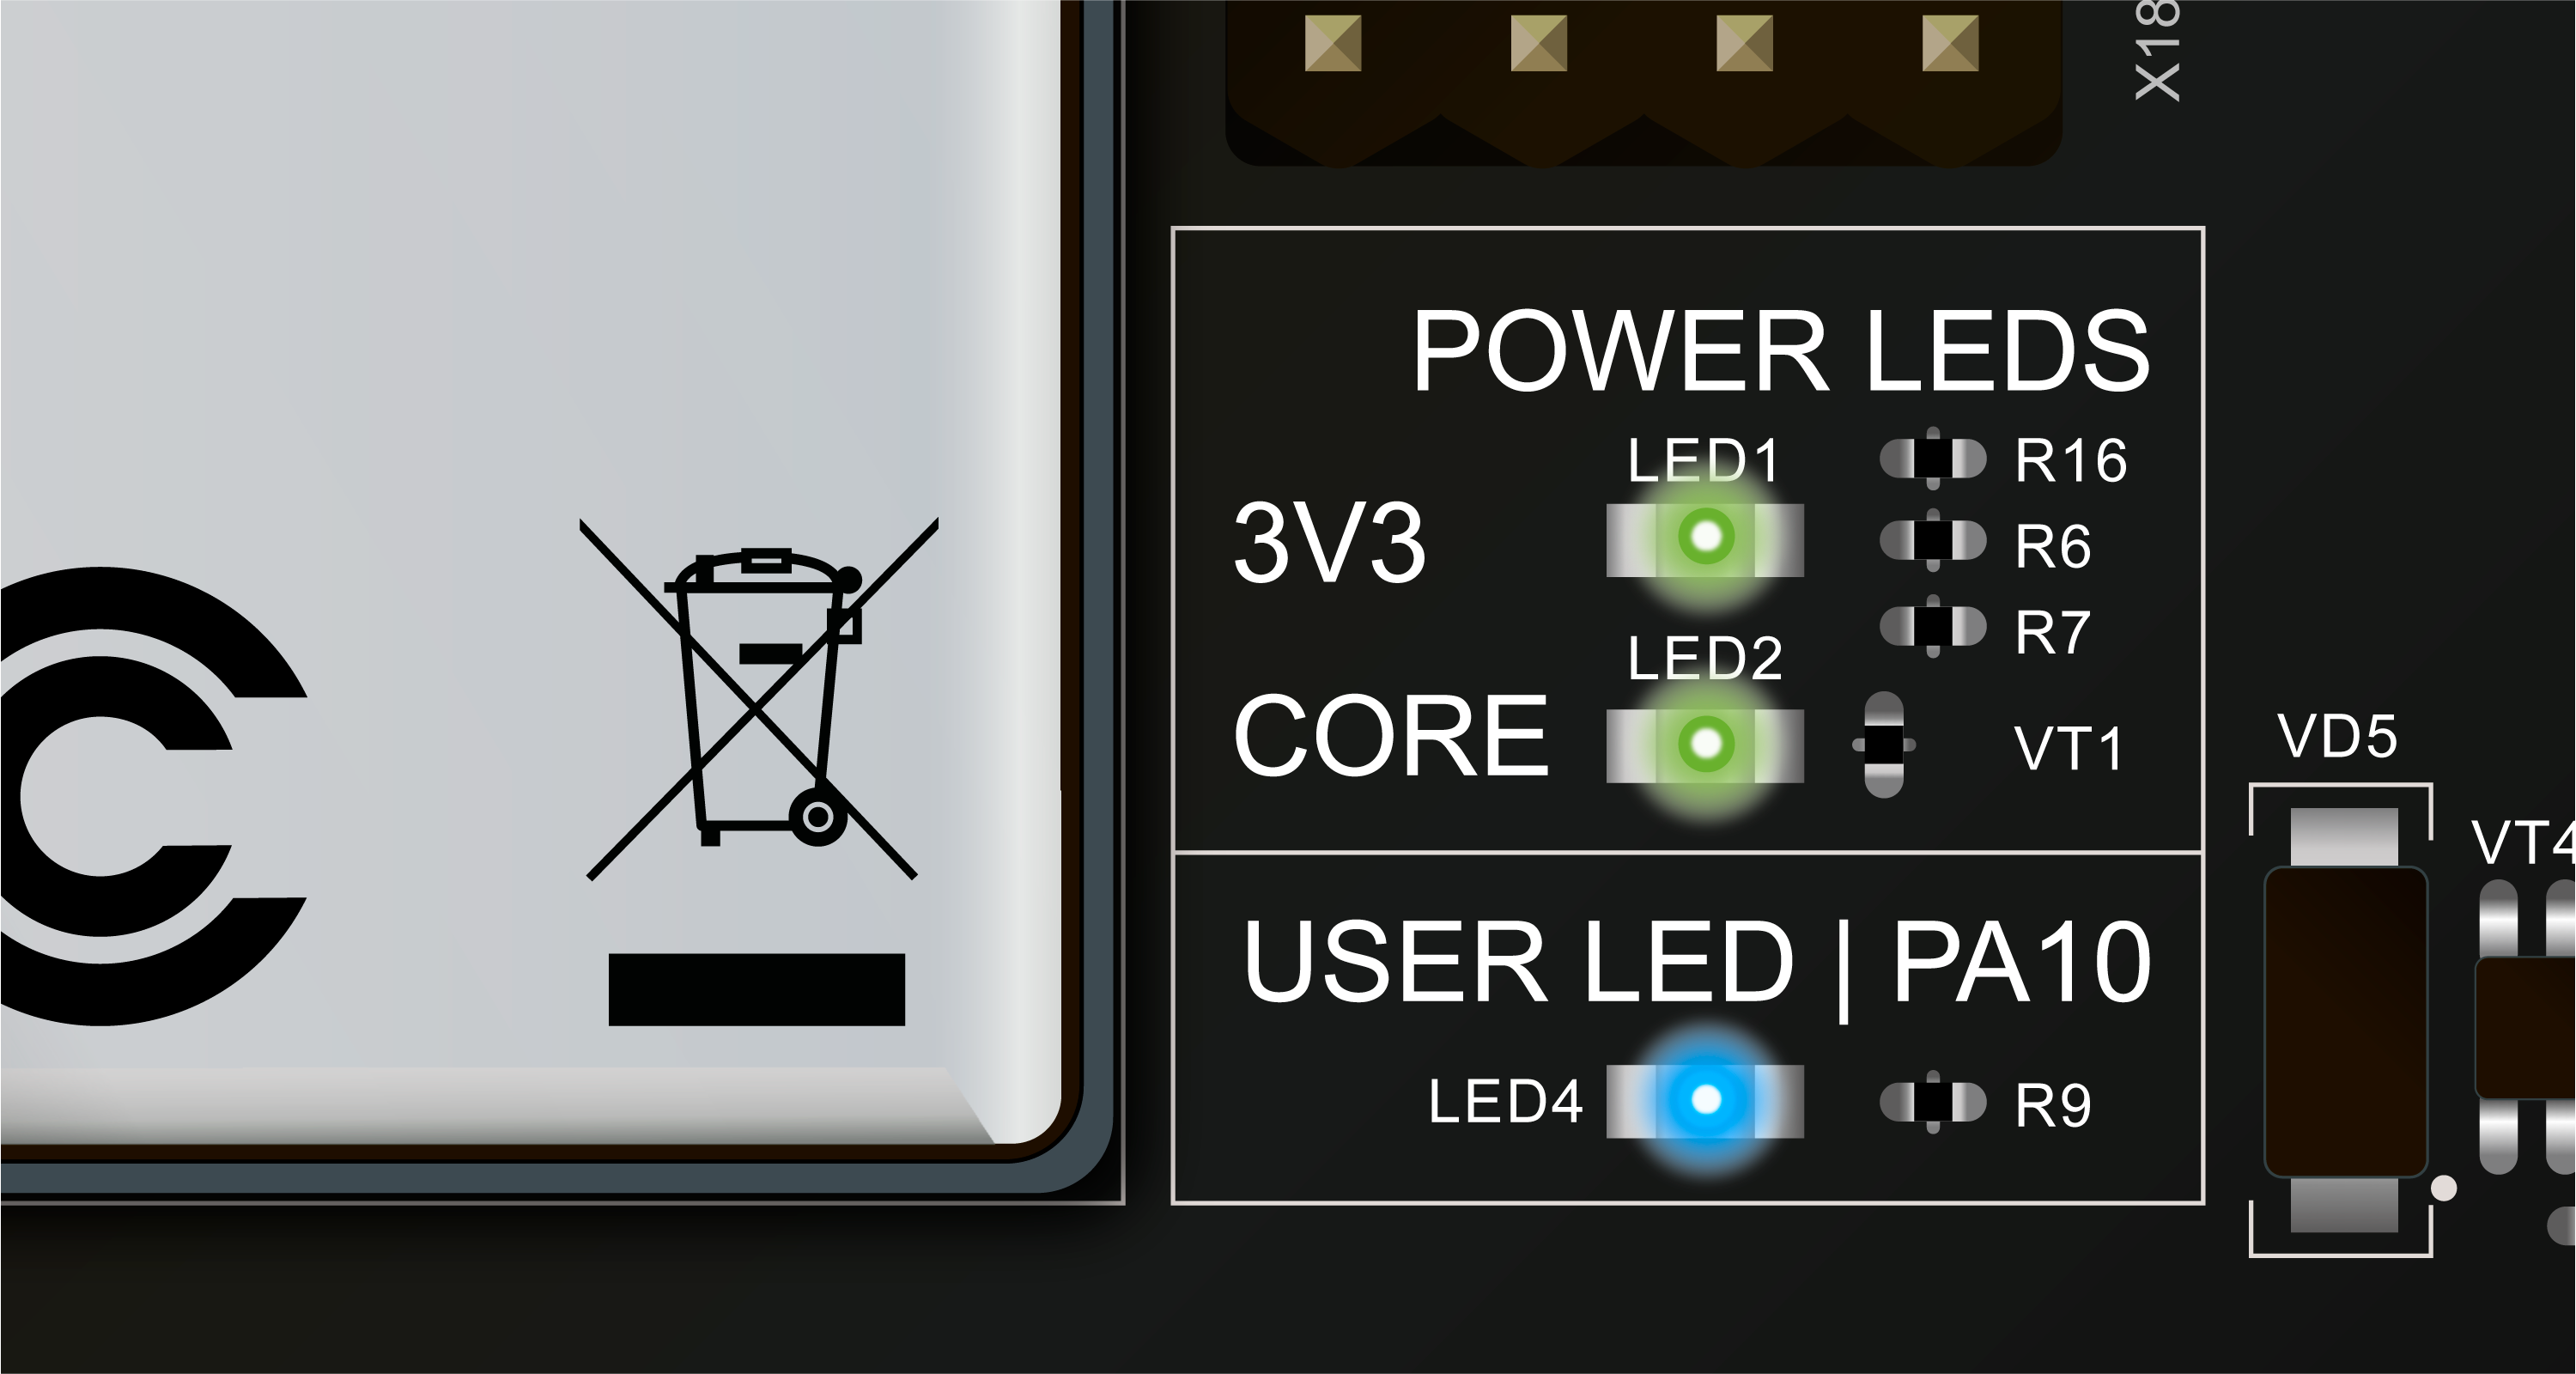 X18
POWER LEDS
LED1
R16
3V3
R6
R7
LED2
CORE
VT1
VD5
VT4
USER LED | PA10
LED4
R9